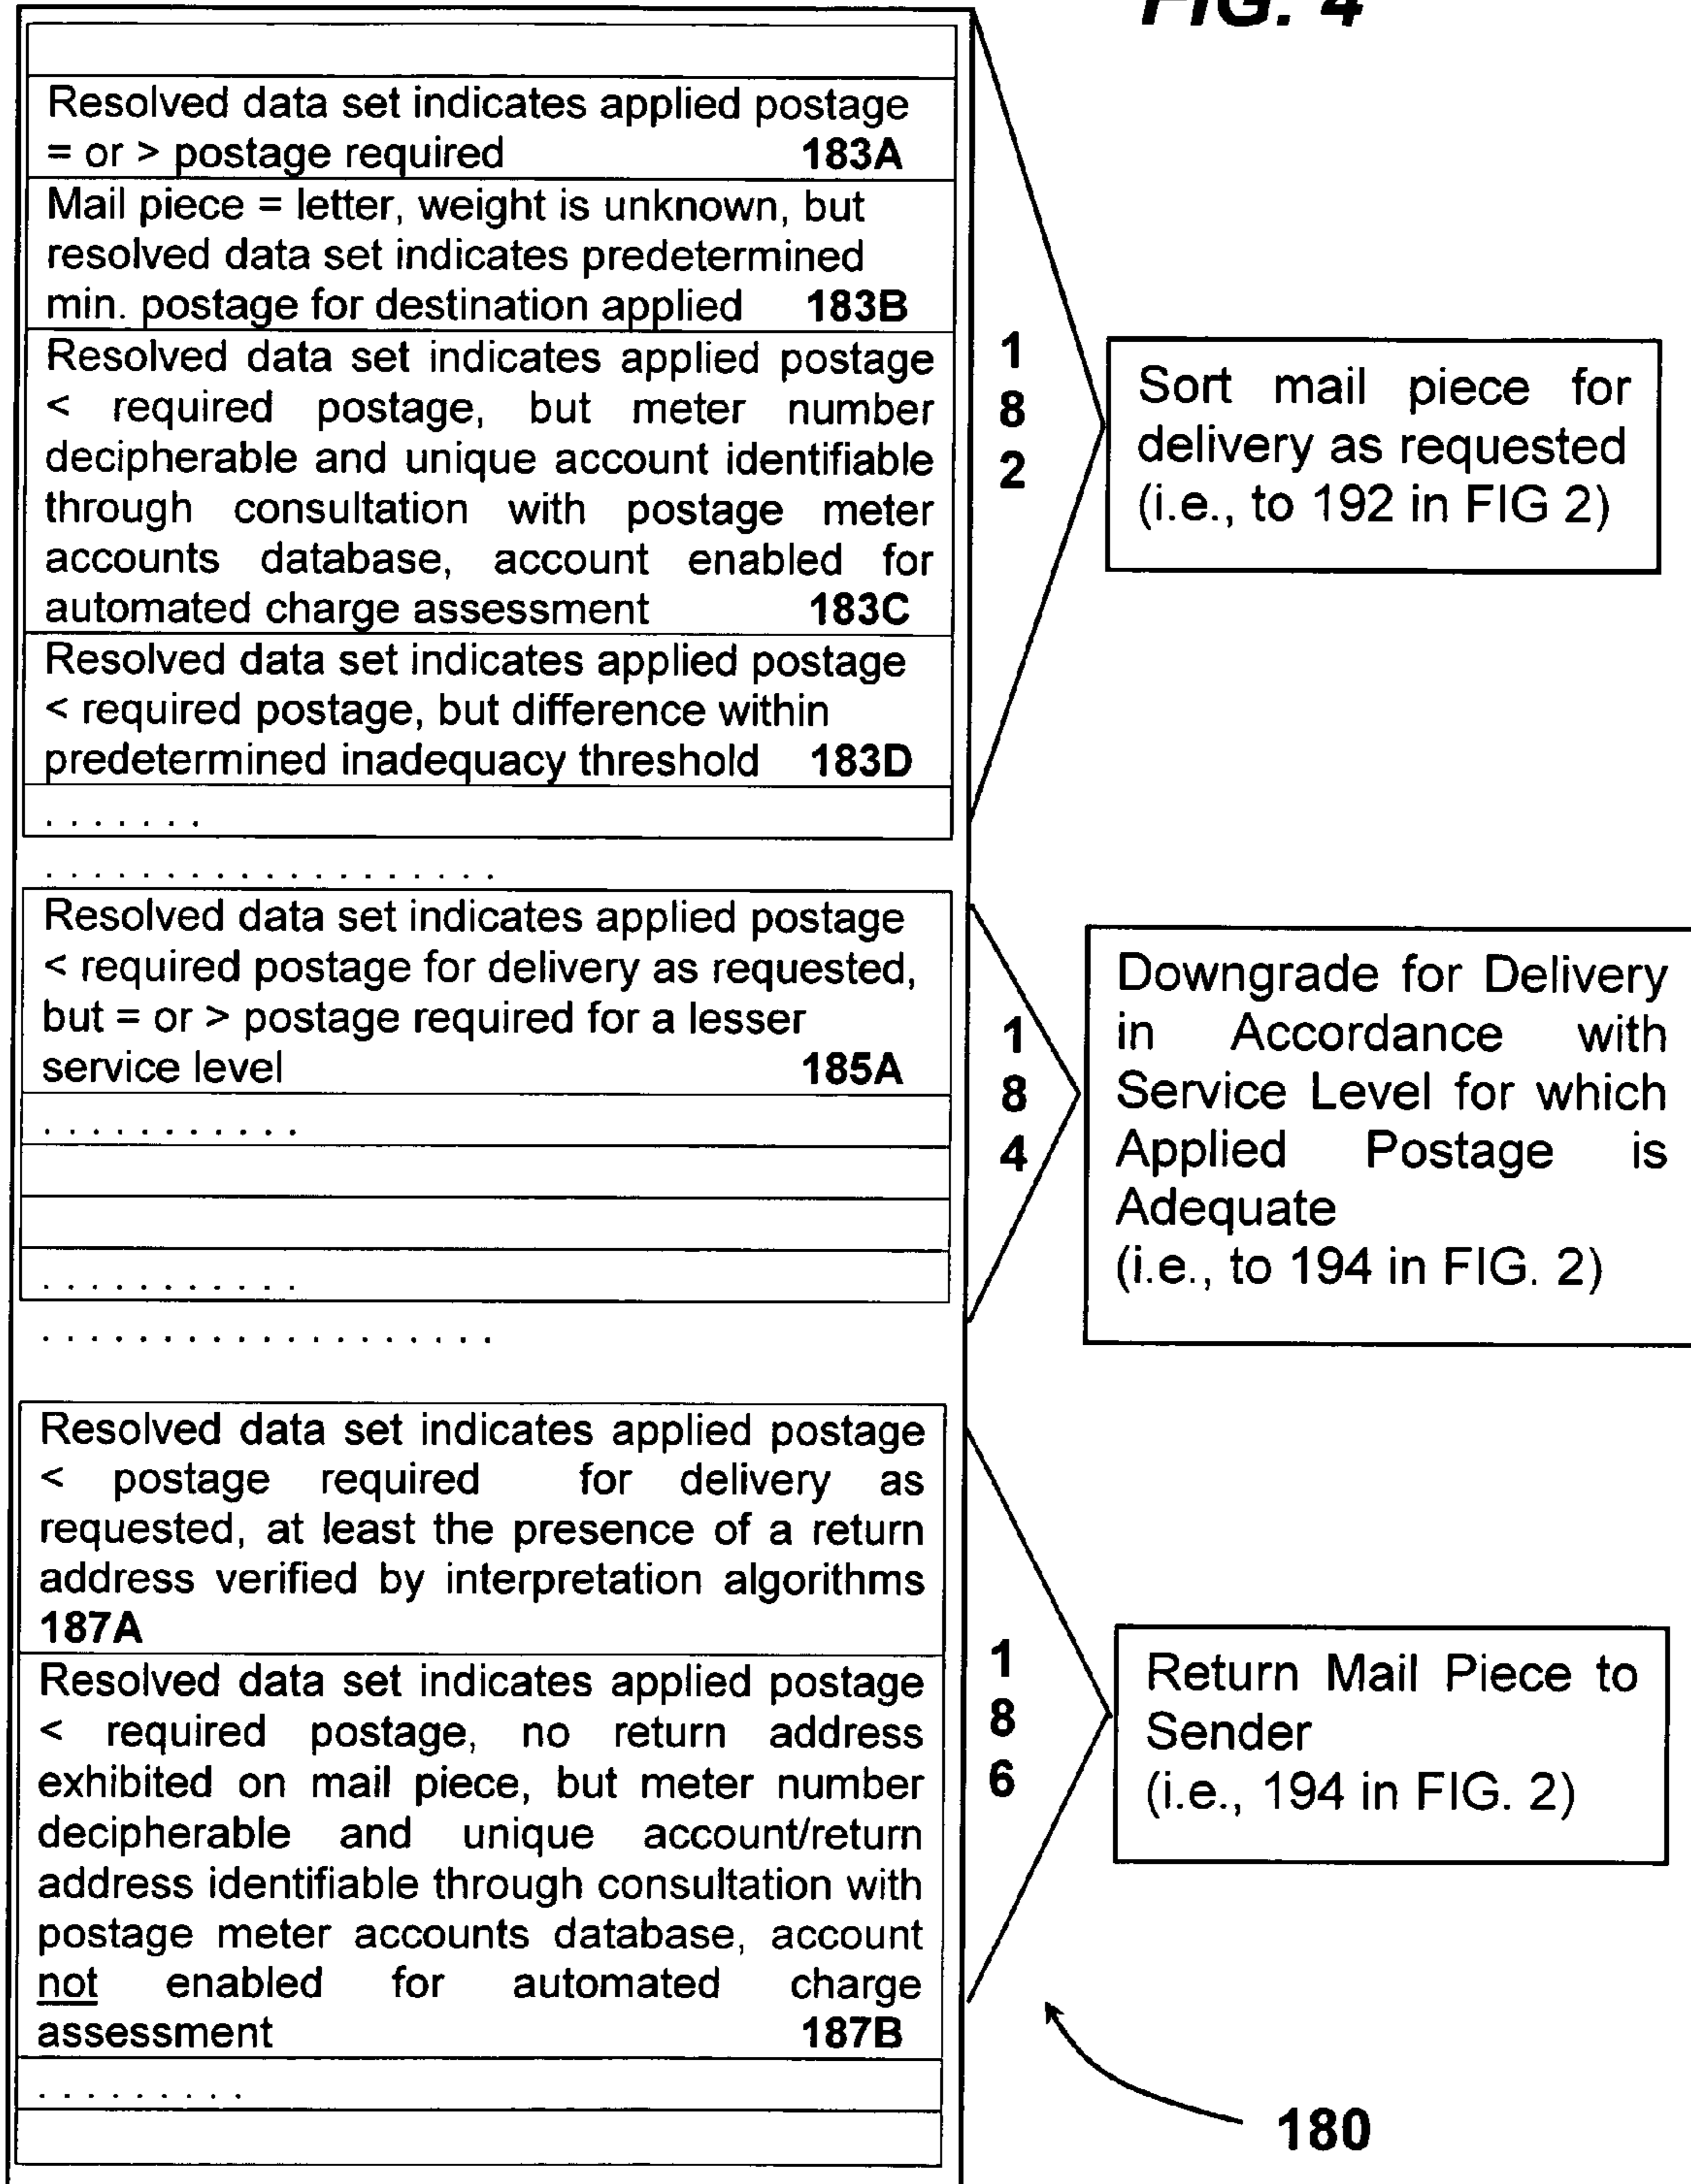 FIG. 4
Resolved data set indicates applied postage
= or > postage required 183A
Mail piece = letter, weight is unknown, but
resolved data set indicates predetermined
min. postage for destination applied 183B
Resolved data set indicates applied postage
< required postage, but meter number
decipherable and unique account identifiable
through consultation with postage meter
accounts database, account enabled for
automated charge assessment 183C
Resolved data set indicates applied postage
< required postage, but difference within
predetermined inadequacy threshold 183D
. . . . . . .
1
8
2
Sort mail piece for
delivery as requested
(i.e., to 192 in FIG 2)
. . . . . . . . . . . . . . . . . . . .
Resolved data set indicates applied postage
< required postage for delivery as requested,
but = or > postage required for a lesser
service level 185A
. . . . . . . . . . .
. . . . . . . . . . .
1
8
4
Downgrade for Delivery
in Accordance with
Service Level for which
Applied Postage is
Adequate
(i.e., to 194 in FIG. 2)
. . . . . . . . . . . . . . . . . . . .
Resolved data set indicates applied postage
< postage required for delivery as
requested, at least the presence of a return
address verified by interpretation algorithms
187A
Resolved data set indicates applied postage
< required postage, no return address
exhibited on mail piece, but meter number
decipherable and unique account/return
address identifiable through consultation with
postage meter accounts database, account
not enabled for automated charge
assessment 187B
. . . . . . . . .
1
8
6
Return Mail Piece to
Sender
(i.e., 194 in FIG. 2)
180